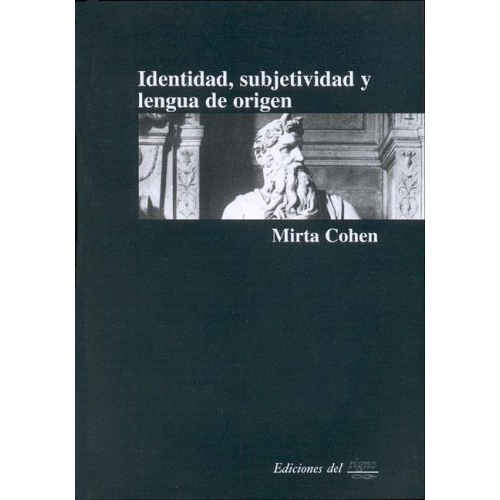 Identidad, subjetividad y
lengua de origen
Mirta Cohen
Ediciones del signo